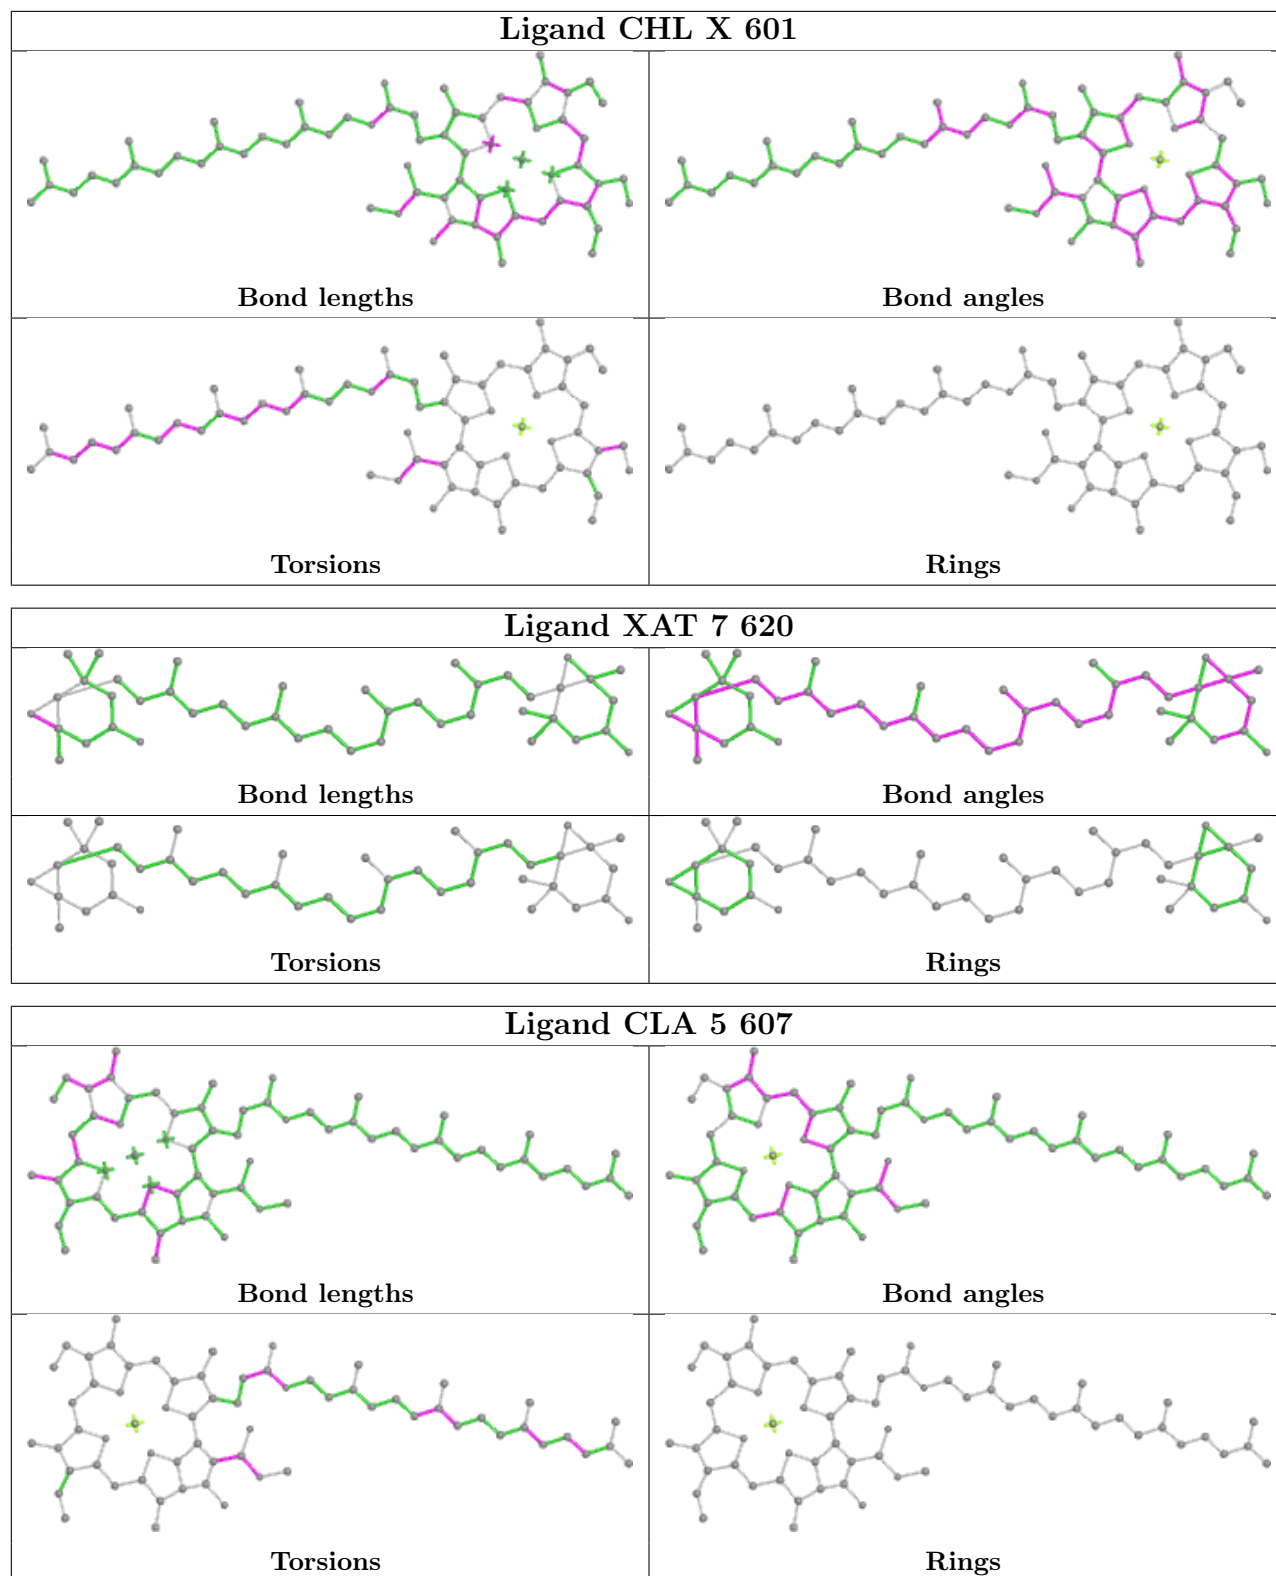 Ligand CHL X 601
Bond lengths
Bond angles
Torsions
Rings
Ligand XAT 7 620
Bond lengths
Bond angles
Torsions
Rings
Ligand CLA 5 607
Bond lengths
Bond angles
Torsions
Rings